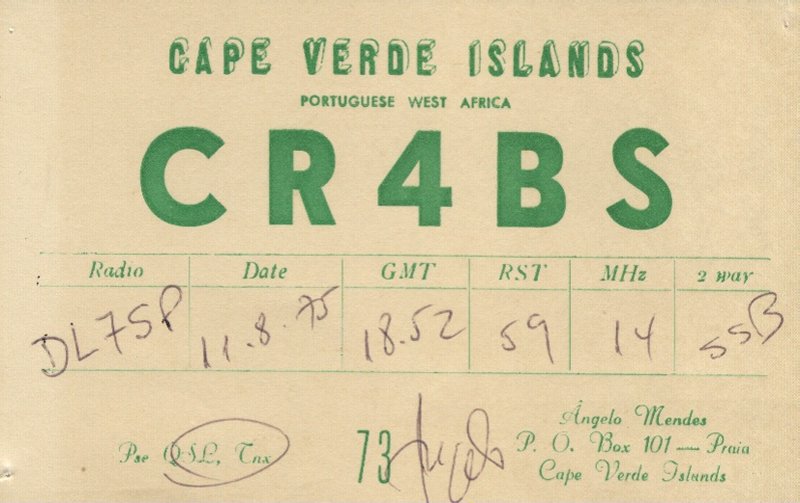 CAPE VERDE ISLANDS
PORTUGUESE WEST AFRICA
CR4BS
Radio Date GMT RST MHz 2 way
DL7SP 11.8.75 18.52 59 14 SSB
Pse QSL, Tnx 73 Angelo
Ângelo Mendes
P. O. Box 101 — Praia
Cape Verde Islands